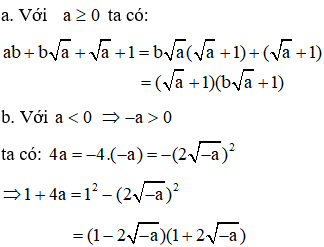 a. Với a ≥ 0 ta có:
ab + b√a + √a + 1 = b√a(√a + 1) + (√a + 1)
= (√a + 1)(b√a + 1)
b. Với a < 0 ⇒ −a > 0
ta có: 4a = −4.(−a) = −(2√−a)²
⇒ 1 + 4a = 1² − (2√−a)²
= (1 − 2√−a)(1 + 2√−a)